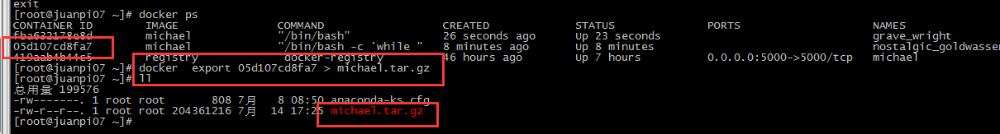 exit
[root@juanpi07 ~]# docker ps
CONTAINER ID IMAGE COMMAND CREATED STATUS PORTS NAMES
fba632178e8d michael "/bin/bash" 26 seconds ago Up 23 seconds grave_wright
05d107cd8fa7 michael "/bin/bash -c 'while " 8 minutes ago Up 8 minutes nostalgic_goldwasser
419aab4b44c5 registry docker-registry 46 hours ago Up 7 hours 0.0.0.0:5000->5000/tcp michael
[root@juanpi07 ~]# docker export 05d107cd8fa7 > michael.tar.gz
[root@juanpi07 ~]# ll
总用量 199576
-rw-------. 1 root root 808 7月 8 08:50 anaconda-ks.cfg
-rw-r--r--. 1 root root 204361216 7月 14 17:25 michael.tar.gz
[root@juanpi07 ~]#